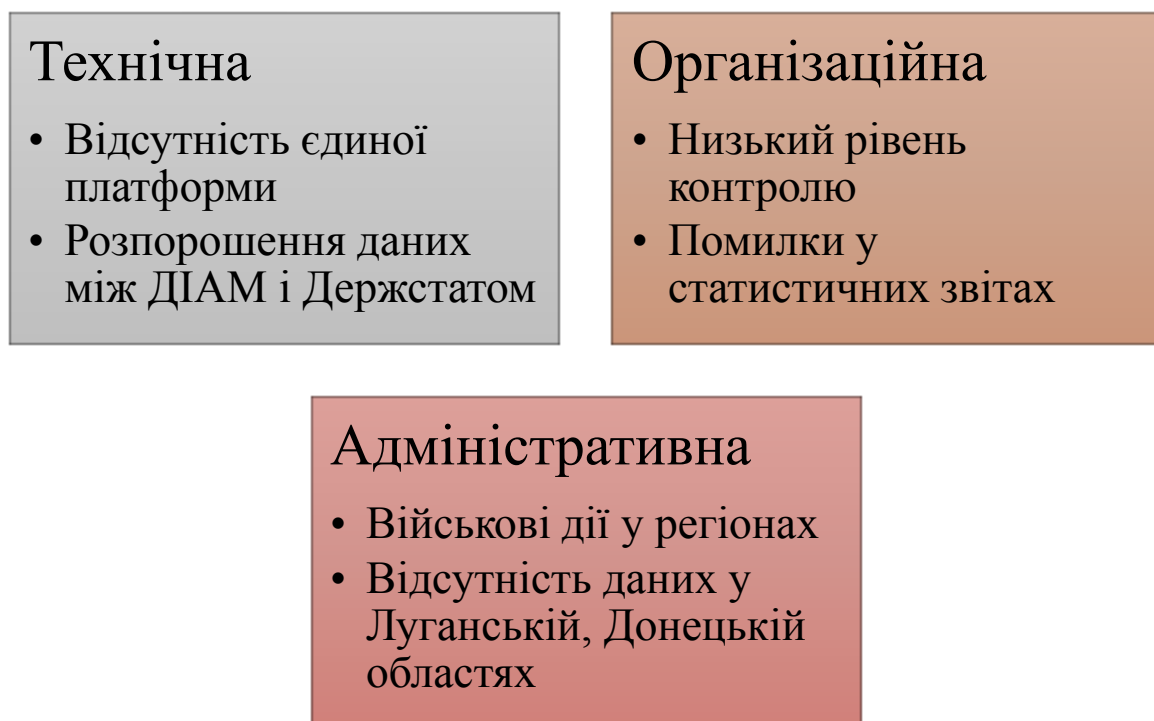 Технічна
• Відсутність єдиної
платформи
• Розпорошення даних
між ДІАМ і Держстатом
Організаційна
• Низький рівень
контролю
• Помилки у
статистичних звітах
Адміністративна
• Військові дії у регіонах
• Відсутність даних у
Луганській, Донецькій
областях